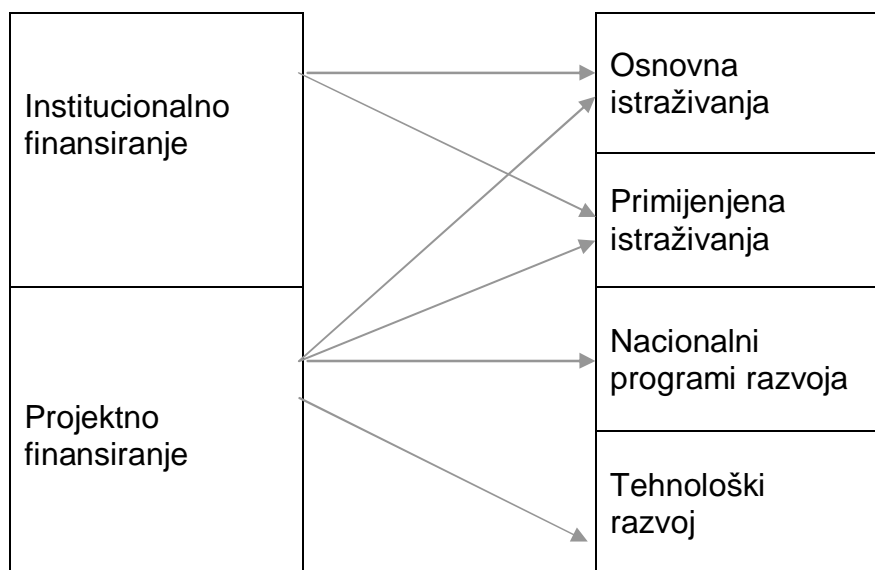 Institucionalno
finansiranje
Projektno
finansiranje
Osnovna
istraživanja
Primijenjena
istraživanja
Nacionalni
programi razvoja
Tehnološki
razvoj